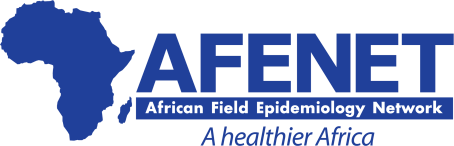 AFENET
African Field Epidemiology Network
A healthier Africa